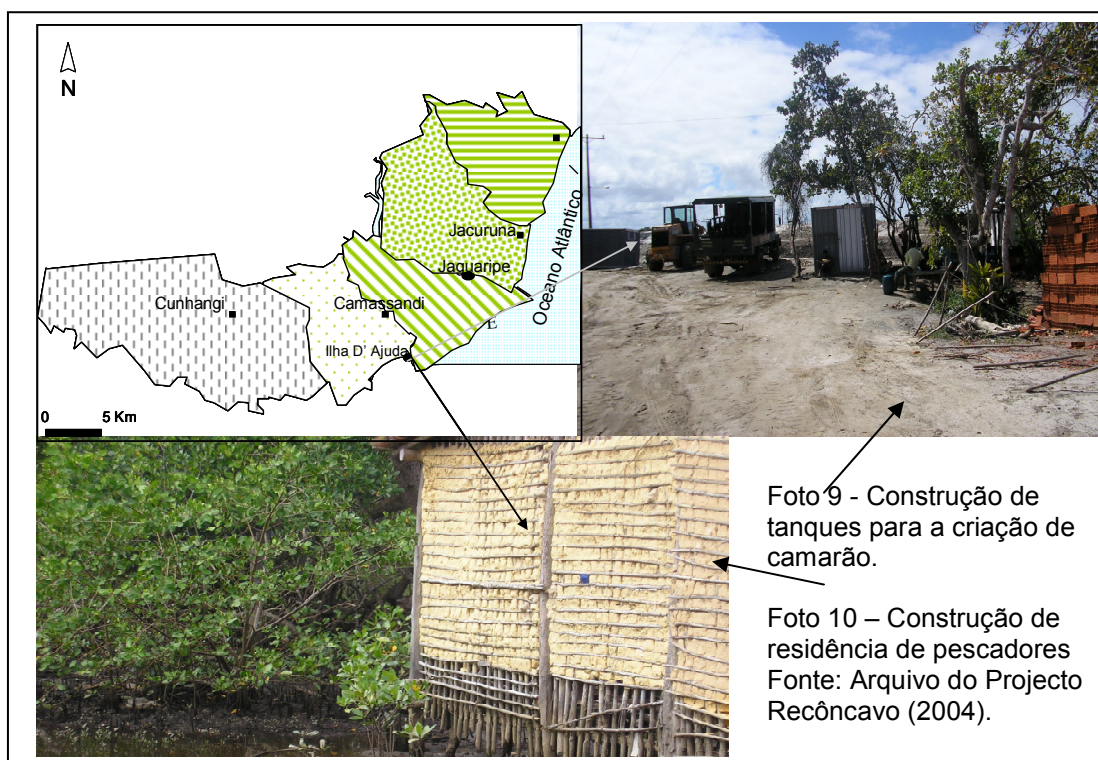 N
Jacuruna
Jaguaripe
Oceano Atlântico
Cunhangi
Camassandi
E
Ilha D' Ajuda
0 5 Km
Foto 9 - Construção de
tanques para a criação de
camarão.
Foto 10 – Construção de
residência de pescadores
Fonte: Arquivo do Projecto
Recôncavo (2004).